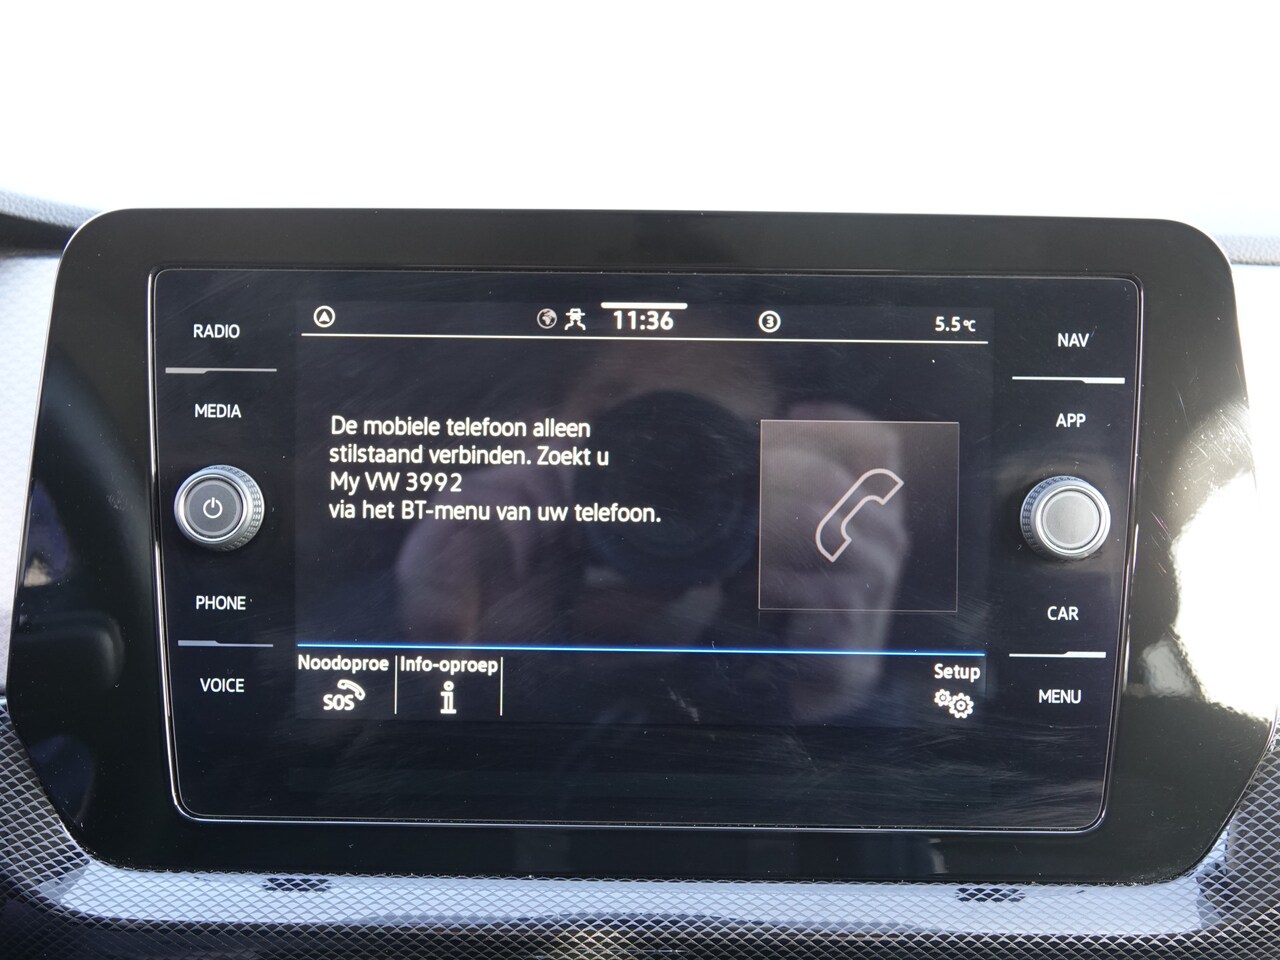 RADIO
MEDIA
PHONE
VOICE
11:36
3
5.5°C
De mobiele telefoon alleen
stilstaand verbinden. Zoekt u
My VW 3992
via het BT-menu van uw telefoon.
Noodoproe
SOS
Info-oproep
i
Setup
NAV
APP
CAR
MENU